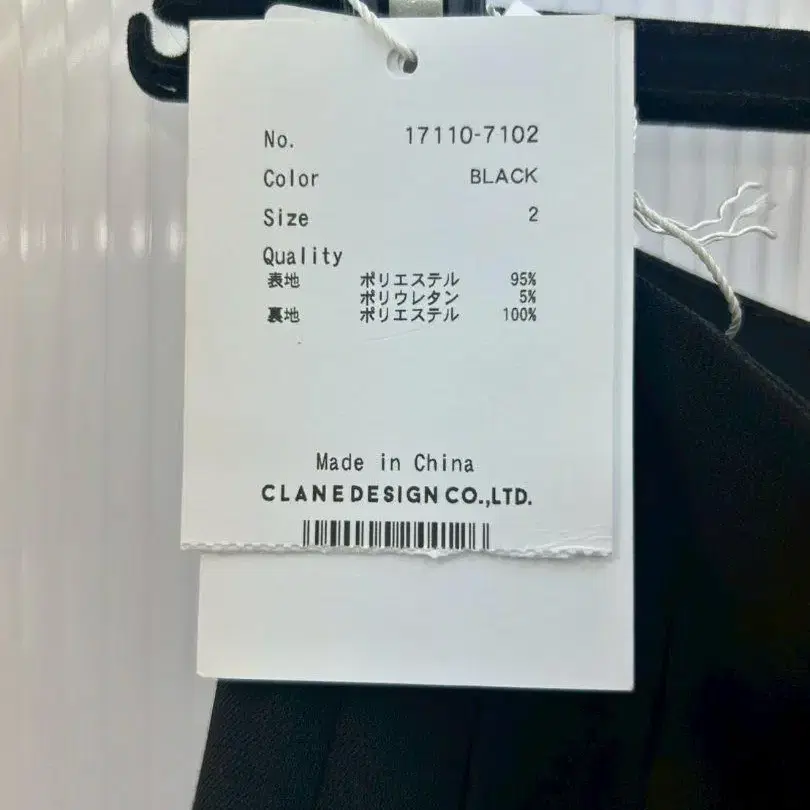 No. 17110-7102
Color BLACK
Size 2
Quality
表地 ポリエステル 95%
ポリウレタン 5%
裏地 ポリエステル 100%
Made in China
CLANEDESIGN CO.,LTD.